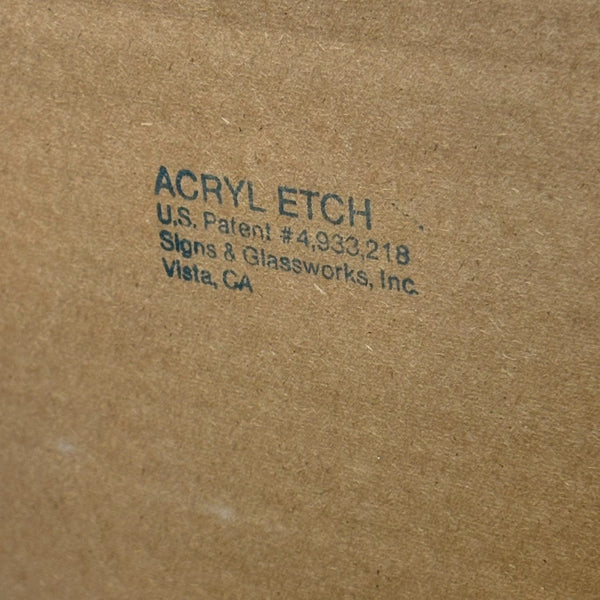 ACRYL ETCH
U.S. Patent #4,933,218
Signs & Glassworks, Inc.
Vista, CA